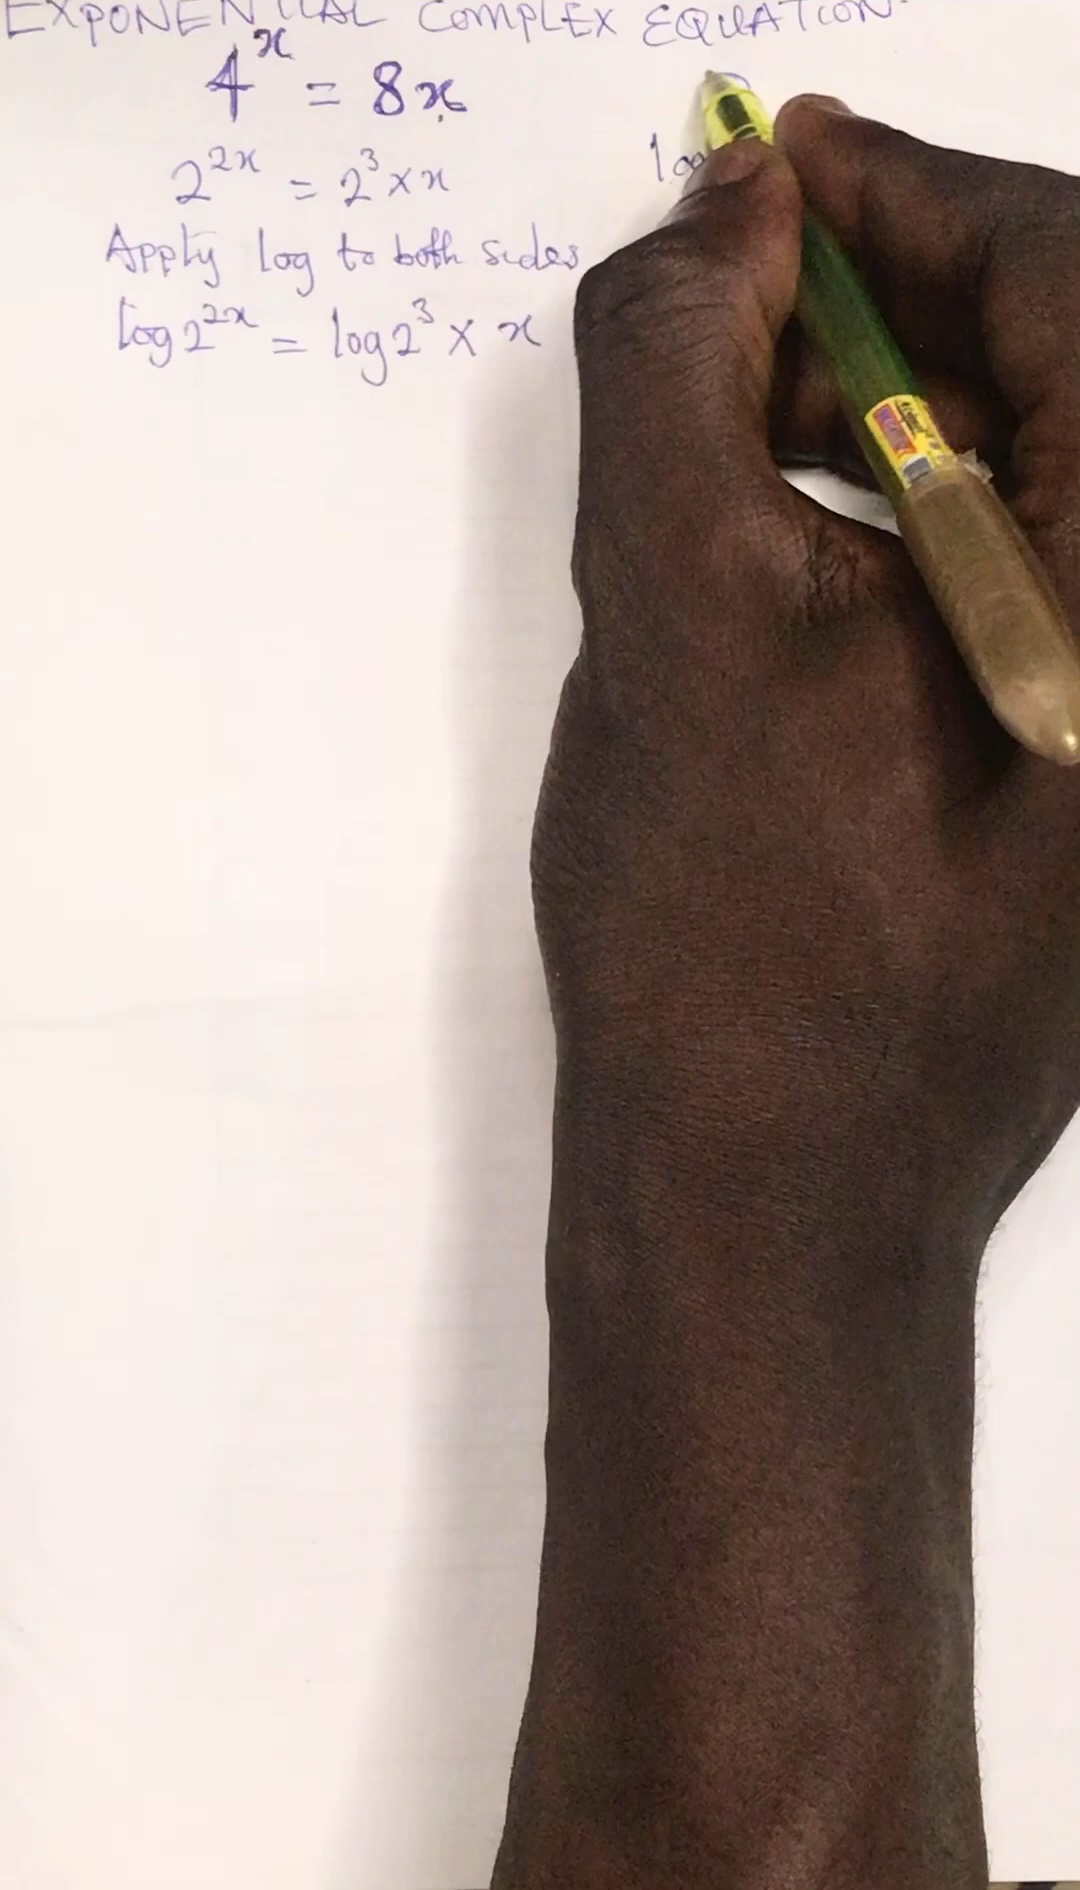 EXPONENTIAL COMPLEX EQUATION.
4^x = 8x
2^2x = 2^3 × x
Apply log to both sides
log 2^2x = log 2^3 × x